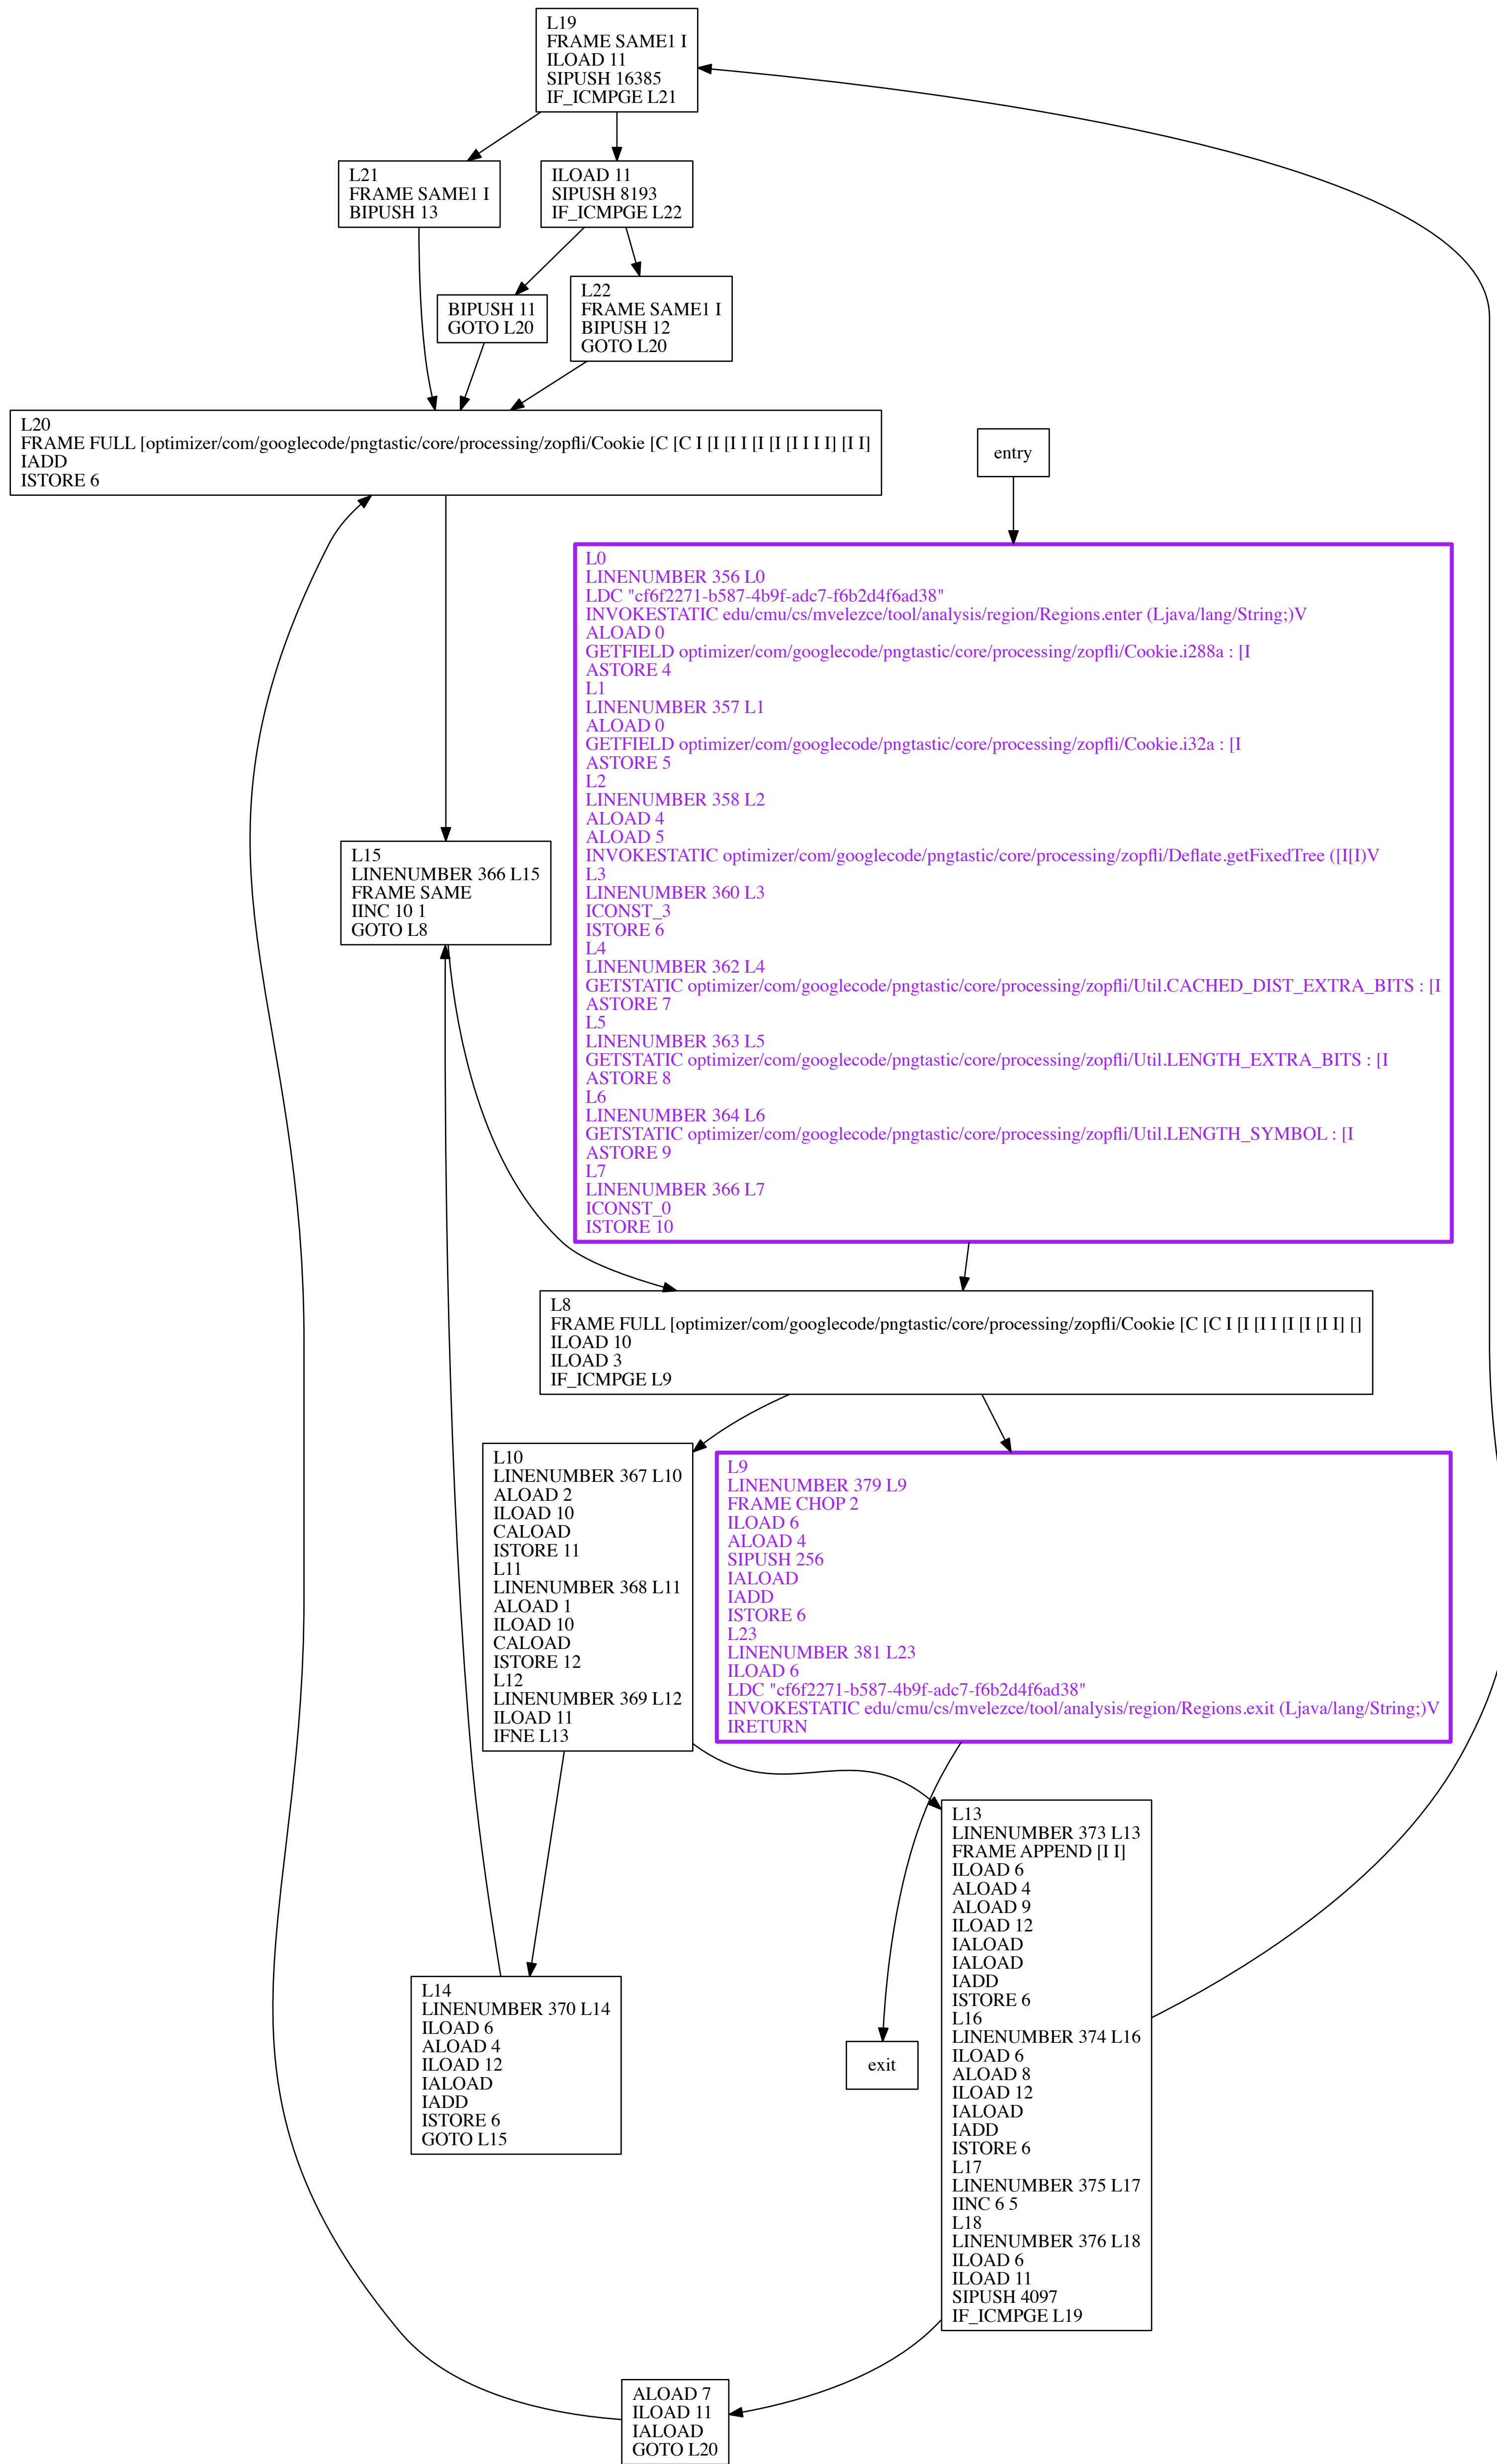 L19
FRAME SAME1 I
ILOAD 11
SIPUSH 16385
IF_ICMPGE L21
L21
FRAME SAME1 I
BIPUSH 13
ILOAD 11
SIPUSH 8193
IF_ICMPGE L22
BIPUSH 11
GOTO L20
L22
FRAME SAME1 I
BIPUSH 12
GOTO L20
L20
FRAME FULL [optimizer/com/googlecode/pngtastic/core/processing/zopfli/Cookie [C [C I [I [I I [I [I [I I I I] [I I]
IADD
ISTORE 6
entry
L0
LINENUMBER 356 L0
LDC "cf6f2271-b587-4b9f-adc7-f6b2d4f6ad38"
INVOKESTATIC edu/cmu/cs/mvelezce/tool/analysis/region/Regions.enter (Ljava/lang/String;)V
ALOAD 0
GETFIELD optimizer/com/googlecode/pngtastic/core/processing/zopfli/Cookie.i288a : [I
ASTORE 4
L1
LINENUMBER 357 L1
ALOAD 0
GETFIELD optimizer/com/googlecode/pngtastic/core/processing/zopfli/Cookie.i32a : [I
ASTORE 5
L2
LINENUMBER 358 L2
ALOAD 4
ALOAD 5
INVOKESTATIC optimizer/com/googlecode/pngtastic/core/processing/zopfli/Deflate.getFixedTree ([I[I)V
L3
LINENUMBER 360 L3
ICONST_3
ISTORE 6
L4
LINENUMBER 362 L4
GETSTATIC optimizer/com/googlecode/pngtastic/core/processing/zopfli/Util.CACHED_DIST_EXTRA_BITS : [I
ASTORE 7
L5
LINENUMBER 363 L5
GETSTATIC optimizer/com/googlecode/pngtastic/core/processing/zopfli/Util.LENGTH_EXTRA_BITS : [I
ASTORE 8
L6
LINENUMBER 364 L6
GETSTATIC optimizer/com/googlecode/pngtastic/core/processing/zopfli/Util.LENGTH_SYMBOL : [I
ASTORE 9
L7
LINENUMBER 366 L7
ICONST_0
ISTORE 10
L15
LINENUMBER 366 L15
FRAME SAME
IINC 10 1
GOTO L8
L8
FRAME FULL [optimizer/com/googlecode/pngtastic/core/processing/zopfli/Cookie [C [C I [I [I I [I [I [I I] []
ILOAD 10
ILOAD 3
IF_ICMPGE L9
L10
LINENUMBER 367 L10
ALOAD 2
ILOAD 10
CALOAD
ISTORE 11
L11
LINENUMBER 368 L11
ALOAD 1
ILOAD 10
CALOAD
ISTORE 12
L12
LINENUMBER 369 L12
ILOAD 11
IFNE L13
L9
LINENUMBER 379 L9
FRAME CHOP 2
ILOAD 6
ALOAD 4
SIPUSH 256
IALOAD
IADD
ISTORE 6
L23
LINENUMBER 381 L23
ILOAD 6
LDC "cf6f2271-b587-4b9f-adc7-f6b2d4f6ad38"
INVOKESTATIC edu/cmu/cs/mvelezce/tool/analysis/region/Regions.exit (Ljava/lang/String;)V
IRETURN
L13
LINENUMBER 373 L13
FRAME APPEND [I I]
ILOAD 6
ALOAD 4
ALOAD 9
ILOAD 12
IALOAD
IALOAD
IADD
ISTORE 6
L16
LINENUMBER 374 L16
ILOAD 6
ALOAD 8
ILOAD 12
IALOAD
IADD
ISTORE 6
L17
LINENUMBER 375 L17
IINC 6 5
L18
LINENUMBER 376 L18
ILOAD 6
ILOAD 11
SIPUSH 4097
IF_ICMPGE L19
L14
LINENUMBER 370 L14
ILOAD 6
ALOAD 4
ILOAD 12
IALOAD
IADD
ISTORE 6
GOTO L15
exit
ALOAD 7
ILOAD 11
IALOAD
GOTO L20